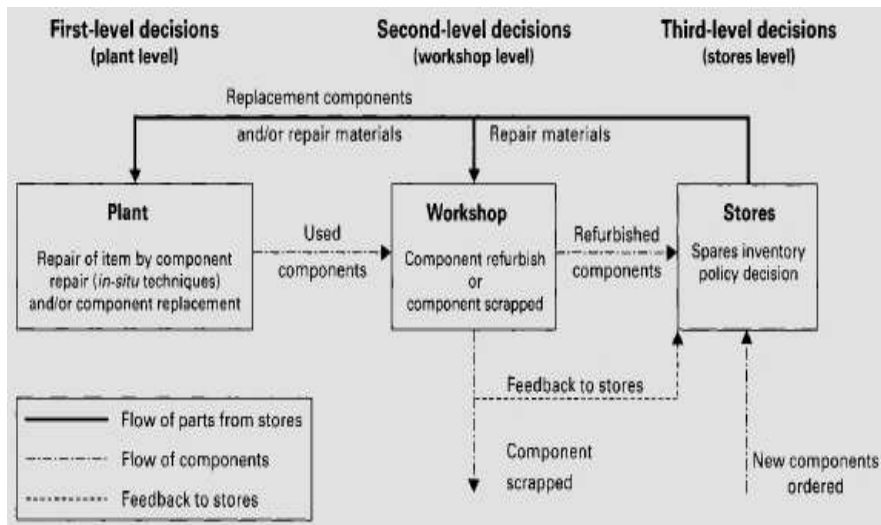 First-level decisions
(plant level)
Second-level decisions
(workshop level)
Third-level decisions
(stores level)
Replacement components
and/or repair materials
Repair materials
Plant
Repair of item by component
repair (in-situ techniques)
and/or component replacement
Used
components
Workshop
Component refurbish
or
component scrapped
Refurbished
components
Stores
Spares inventory
policy decision
Feedback to stores
Component
scrapped
New components
ordered
Flow of parts from stores
Flow of components
Feedback to stores